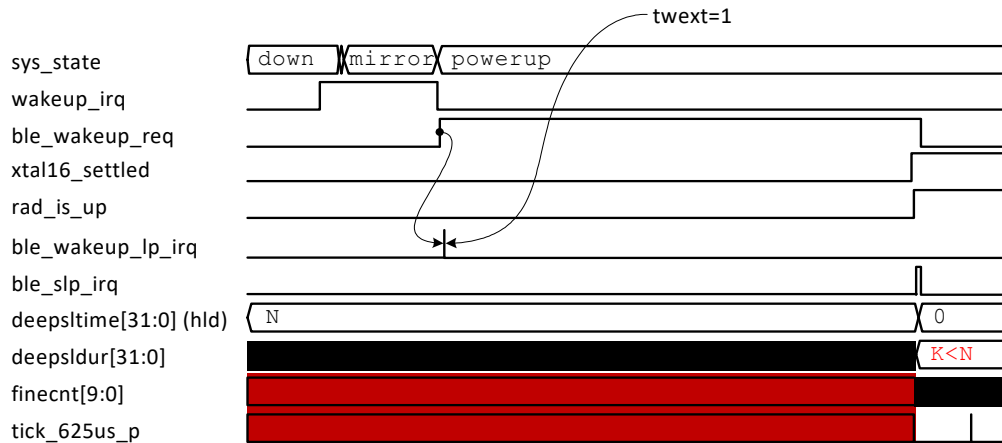 twext=1
sys_state down mirror powerup
wakeup_irq
ble_wakeup_req
xtal16_settled
rad_is_up
ble_wakeup_lp_irq
ble_slp_irq
deepsltime[31:0] (hld) N 0
deepsldur[31:0] K<N
finecnt[9:0]
tick_625us_p